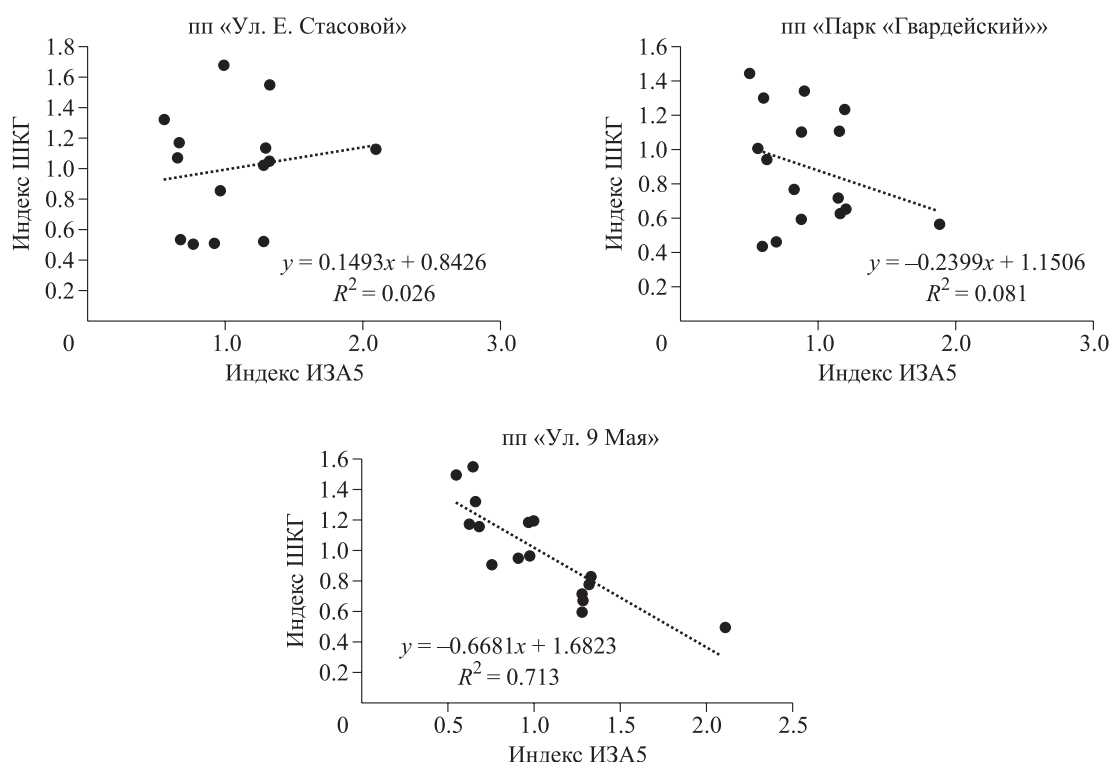 пп «Ул. Е. Стасовой»
1.8
1.6
1.4
1.2
1.0
0.8
0.6
0.4
0.2
0
1.0
2.0
3.0
Индекс ШКГ
Индекс ИЗА5
y = 0.1493x + 0.8426
R² = 0.026
пп «Парк «Гвардейский»»
1.6
1.4
1.2
1.0
0.8
0.6
0.4
0.2
0
1.0
2.0
3.0
Индекс ШКГ
Индекс ИЗА5
y = –0.2399x + 1.1506
R² = 0.081
пп «Ул. 9 Мая»
1.6
1.4
1.2
1.0
0.8
0.6
0.4
0.2
0
0.5
1.0
1.5
2.0
2.5
Индекс ШКГ
Индекс ИЗА5
y = –0.6681x + 1.6823
R² = 0.713